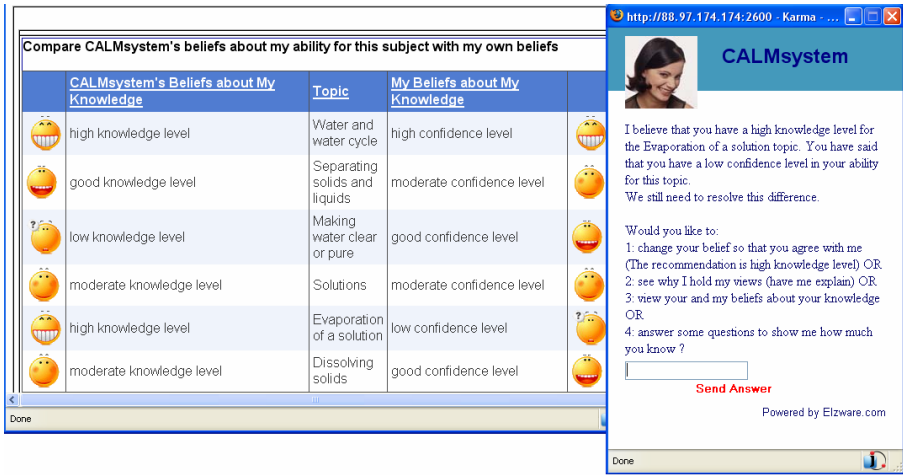 Compare CALMsystem's beliefs about my ability for this subject with my own beliefs
CALMsystem's Beliefs about My
Knowledge
Topic
My Beliefs about My
Knowledge
high knowledge level
Water and
water cycle
high confidence level
good knowledge level
Separating
solids and
liquids
moderate confidence level
low knowledge level
Making
water clear
or pure
good confidence level
moderate knowledge level
Solutions
moderate confidence level
high knowledge level
Evaporation
of a solution
low confidence level
moderate knowledge level
Dissolving
solids
good confidence level
Done
http://88.97.174.174:2600 - Karma - ...
CALMsystem
I believe that you have a high knowledge level for
the Evaporation of a solution topic. You have said
that you have a low confidence level in your ability
for this topic.
We still need to resolve this difference.
Would you like to:
1: change your belief so that you agree with me
(The recommendation is high knowledge level) OR
2: see why I hold my views (have me explain) OR
3: view your and my beliefs about your knowledge
OR
4: answer some questions to show me how much
you know ?
Send Answer
Powered by Elzware.com
Done